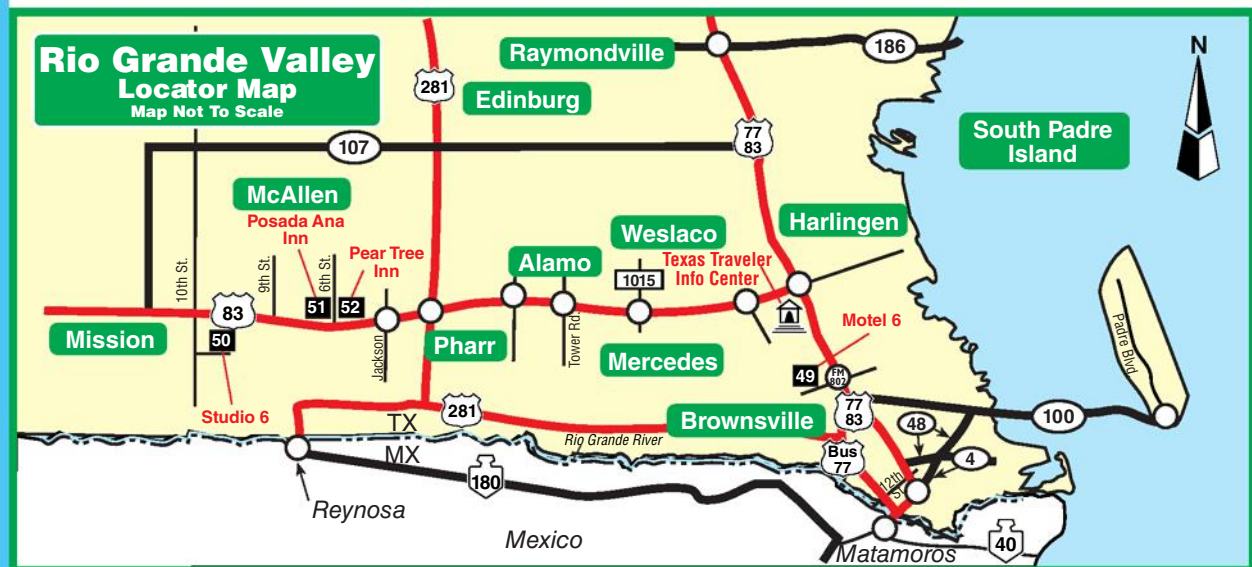 Rio Grande Valley
Locator Map
Map Not To Scale
Raymondville
186
N
281
Edinburg
South Padre
Island
77
83
107
McAllen
Posada Ana
Inn
Pear Tree
Inn
Harlingen
Weslaco
Texas Traveler
Info Center
Alamo
1015
10th St.
9th St.
6th St.
51
52
83
Mission
50
Studio 6
Jackson
Pharr
Tower Rd.
Mercedes
Motel 6
49
FM
802
Padre Blvd
281
Brownsville
77
83
100
48
4
TX
MX
Rio Grande River
Bus
77
12th
St.
180
Reynosa
Mexico
Matamoros
40